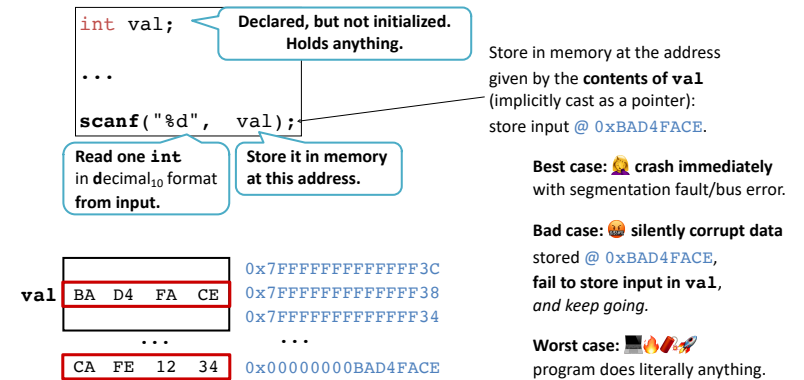 int val;
Declared, but not initialized.
Holds anything.
...
scanf("%d", val);
Read one int
in decimal10 format
from input.
Store it in memory
at this address.
Store in memory at the address
given by the contents of val
(implicitly cast as a pointer):
store input @ 0xBAD4FACE.
Best case: 🤦‍♀️ crash immediately
with segmentation fault/bus error.
Bad case: 🤬 silently corrupt data
stored @ 0xBAD4FACE,
fail to store input in val,
and keep going.
Worst case: 💻🔥🧨🚀
program does literally anything.
0x7FFFFFFFFFFFFF3C
val BA D4 FA CE 0x7FFFFFFFFFFFFF38
0x7FFFFFFFFFFFFF34
... ...
CA FE 12 34 0x00000000BAD4FACE